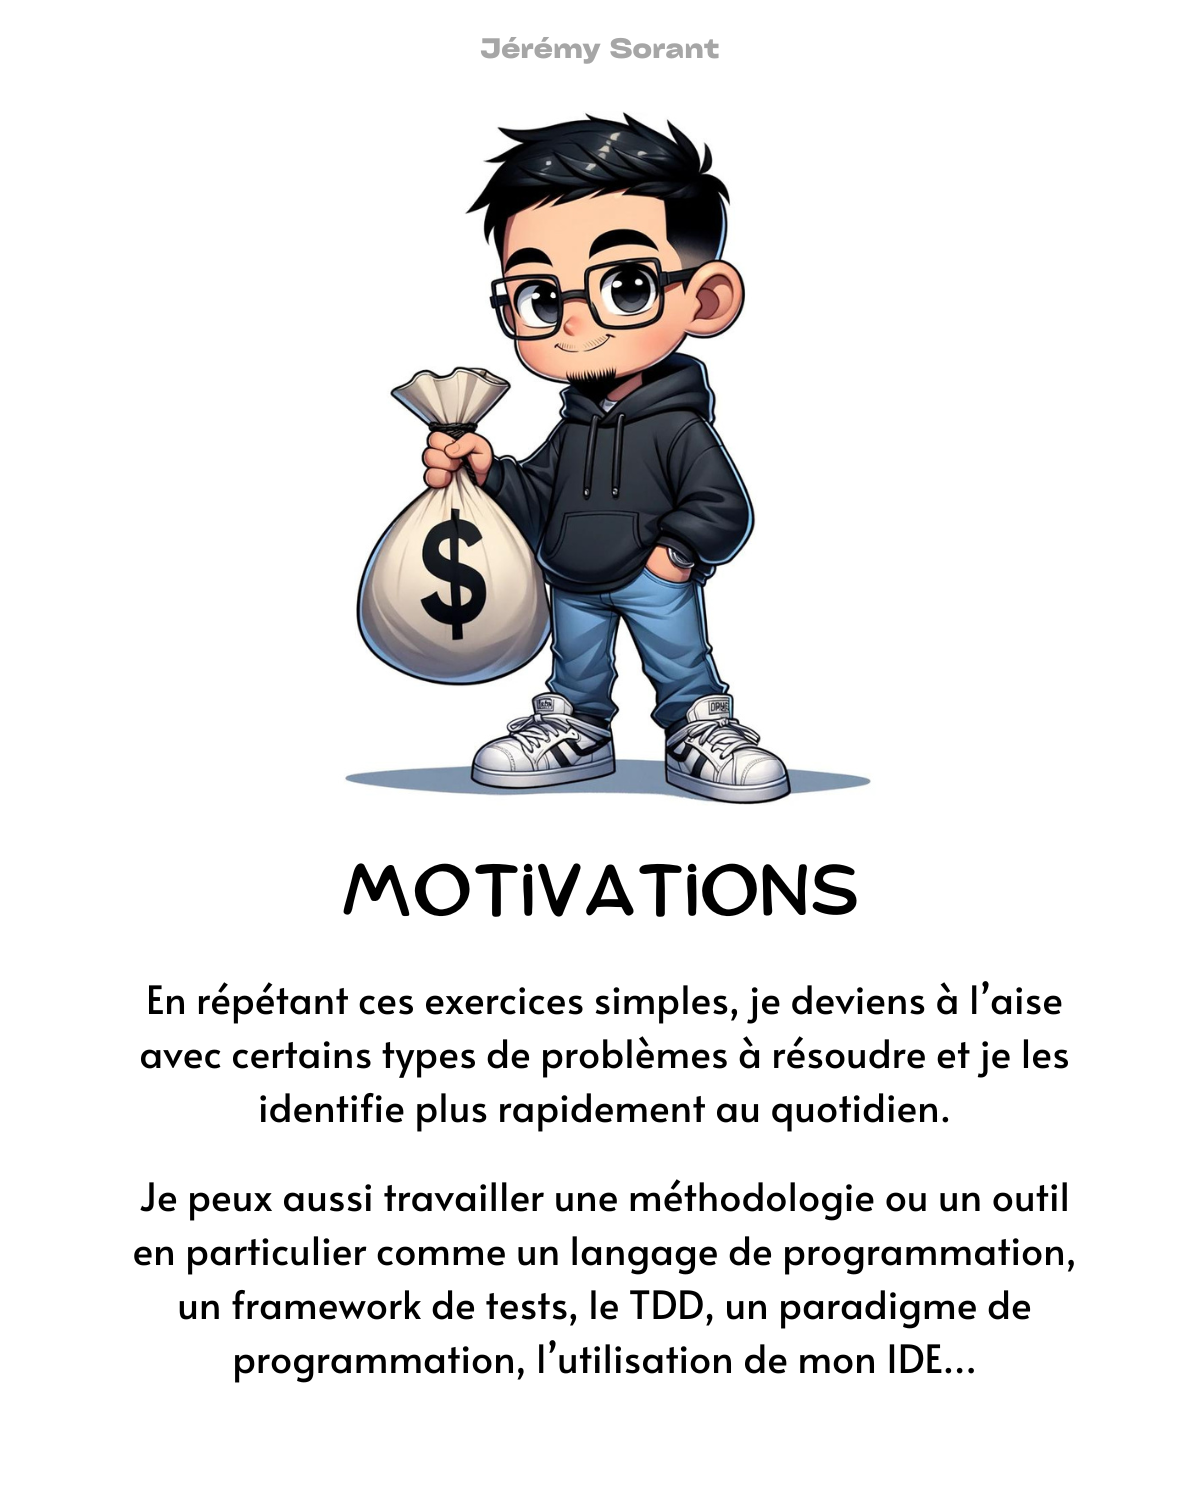 Jérémy Sorant
$
MOTIVATIONS
En répétant ces exercices simples, je deviens à l’aise
avec certains types de problèmes à résoudre et je les
identifie plus rapidement au quotidien.
Je peux aussi travailler une méthodologie ou un outil
en particulier comme un langage de programmation,
un framework de tests, le TDD, un paradigme de
programmation, l’utilisation de mon IDE...